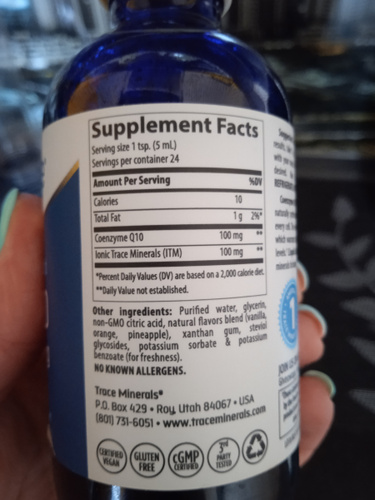 Supplement Facts
Serving size 1 tsp. (5 mL)
Servings per container 24
Amount Per Serving %DV
Calories 10
Total Fat 1 g 2%*
Coenzyme Q10 100 mg **
Ionic Trace Minerals (ITM) 100 mg **
*Percent Daily Values (DV) are based on a 2,000 calorie diet.
**Daily Value not established.
Other ingredients: Purified water, glycerin,
non-GMO citric acid, natural flavors blend (vanilla,
orange, pineapple), xanthan gum, steviol
glycosides, potassium sorbate & potassium
benzoate (for freshness).
NO KNOWN ALLERGENS.
Trace Minerals®
P.O. Box 429 • Roy, Utah 84067 • USA
(801) 731-6051 • www.traceminerals.com
CERTIFIED VEGAN
GLUTEN FREE
cGMP CERTIFIED
3RD PARTY TESTED